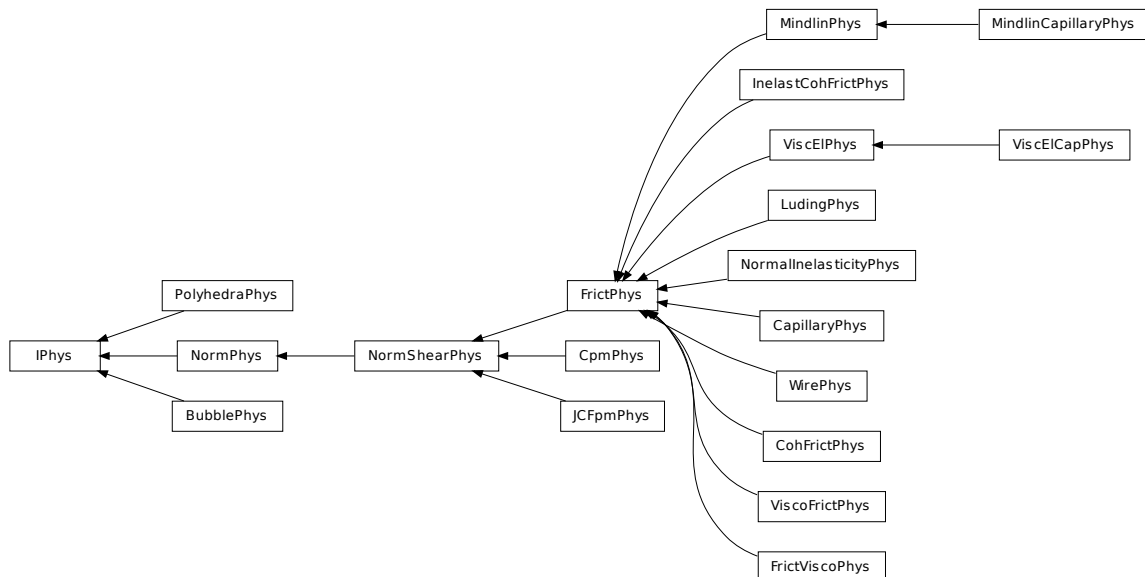 MindlinPhys
MindlinCapillaryPhys
InelastCohFrictPhys
ViscElPhys
ViscElCapPhys
LudingPhys
NormalInelasticityPhys
PolyhedraPhys
FrictPhys
CapillaryPhys
IPhys
NormPhys
NormShearPhys
CpmPhys
WirePhys
BubblePhys
JCFpmPhys
CohFrictPhys
ViscoFrictPhys
FrictViscoPhys